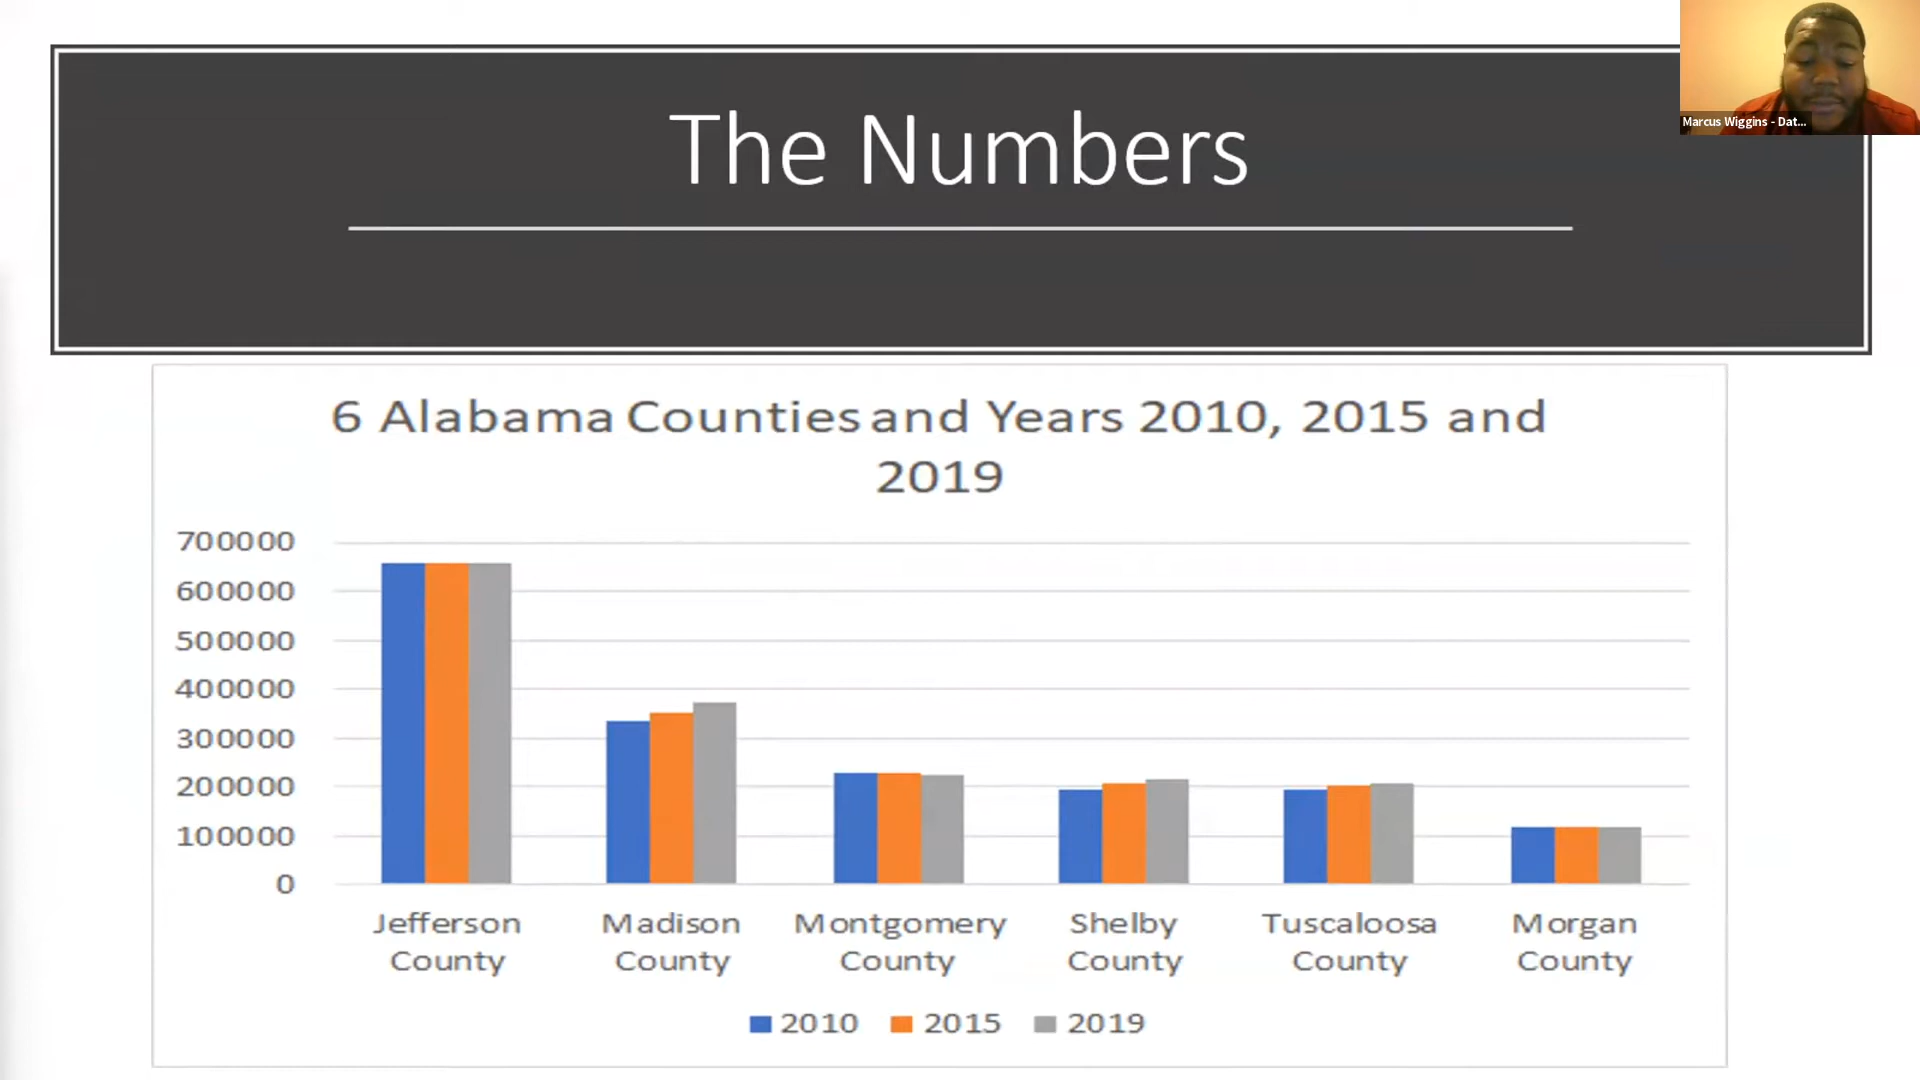 The Numbers
Marcus Wiggins - Dat...
6 Alabama Counties and Years 2010, 2015 and
2019
700000
600000
500000
400000
300000
200000
100000
0
Jefferson County
Madison County
Montgomery County
Shelby County
Tuscaloosa County
Morgan County
2010 2015 2019